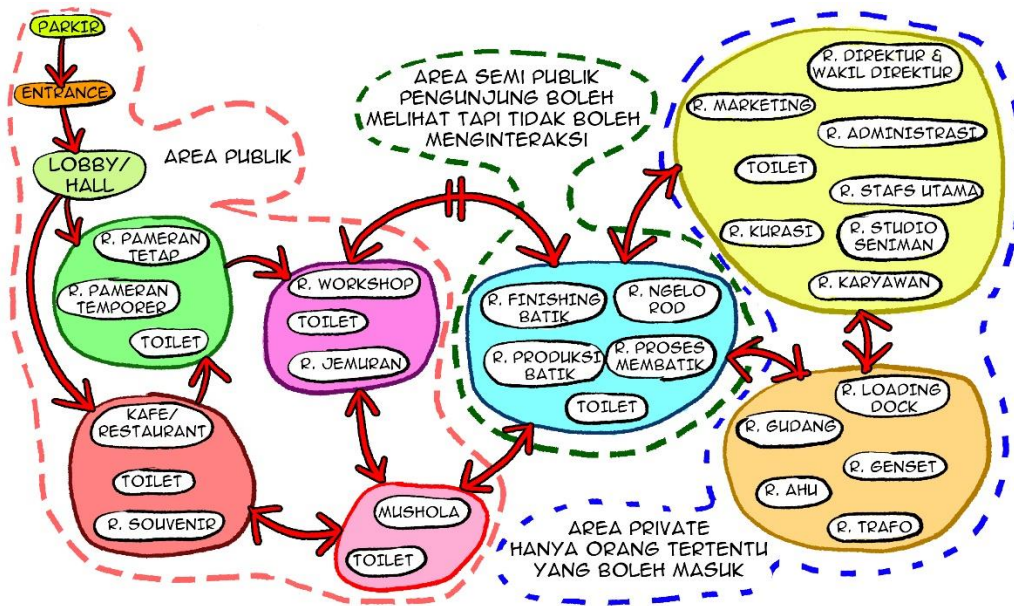 PARKIR
ENTRANCE
LOBBY/
HALL
AREA PUBLIK
R. PAMERAN
TETAP
R. PAMERAN
TEMPORER
TOILET
KAFE/
RESTAURANT
TOILET
R. SOUVENIR
R. WORKSHOP
TOILET
R. JEMURAN
MUSHOLA
TOILET
AREA SEMI PUBLIK
PENGUNJUNG BOLEH
MELIHAT TAPI TIDAK BOLEH
MENGINTERAKSI
R. FINISHING
BATIK
R. NGELO
ROD
R. PRODUKSI
BATIK
R. PROSES
MEMBATIK
TOILET
R. DIREKTUR &
WAKIL DIREKTUR
R. MARKETING
R. ADMINISTRASI
TOILET
R. STAFS UTAMA
R. KURASI
R. STUDIO
SENIMAN
R. KARYAWAN
R. LOADING
DOCK
R. GUDANG
R. GENSET
R. AHU
R. TRAFO
AREA PRIVATE
HANYA ORANG TERTENTU
YANG BOLEH MASUK